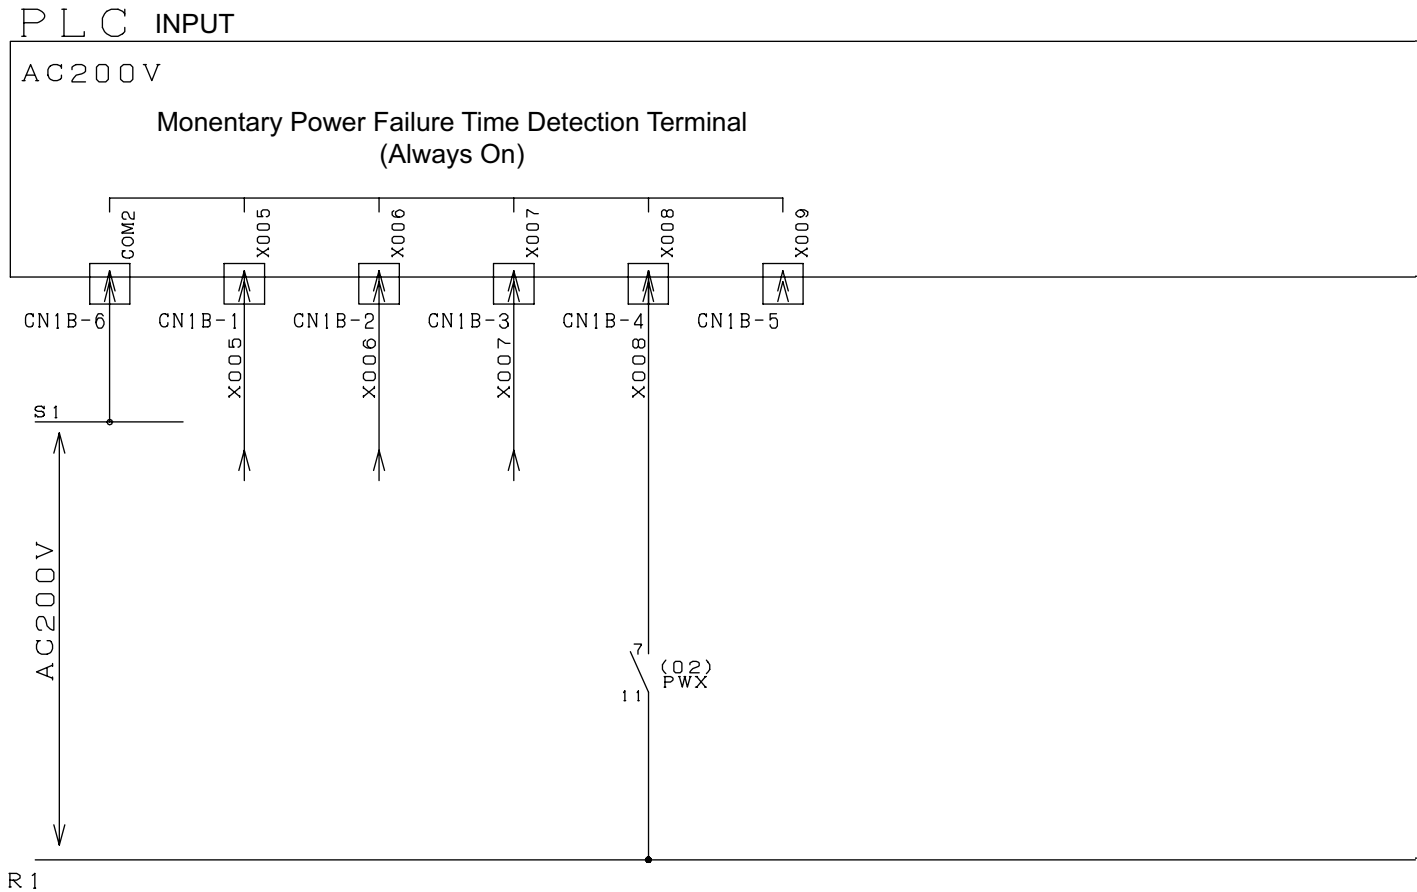 PLC INPUT
AC200V
Monentary Power Failure Time Detection Terminal
(Always On)
COM2
X005
X006
X007
X008
X009
CN1B-6
CN1B-1
CN1B-2
CN1B-3
CN1B-4
CN1B-5
X005
X006
X007
X008
S1
AC200V
7
(02)
PWX
11
R1